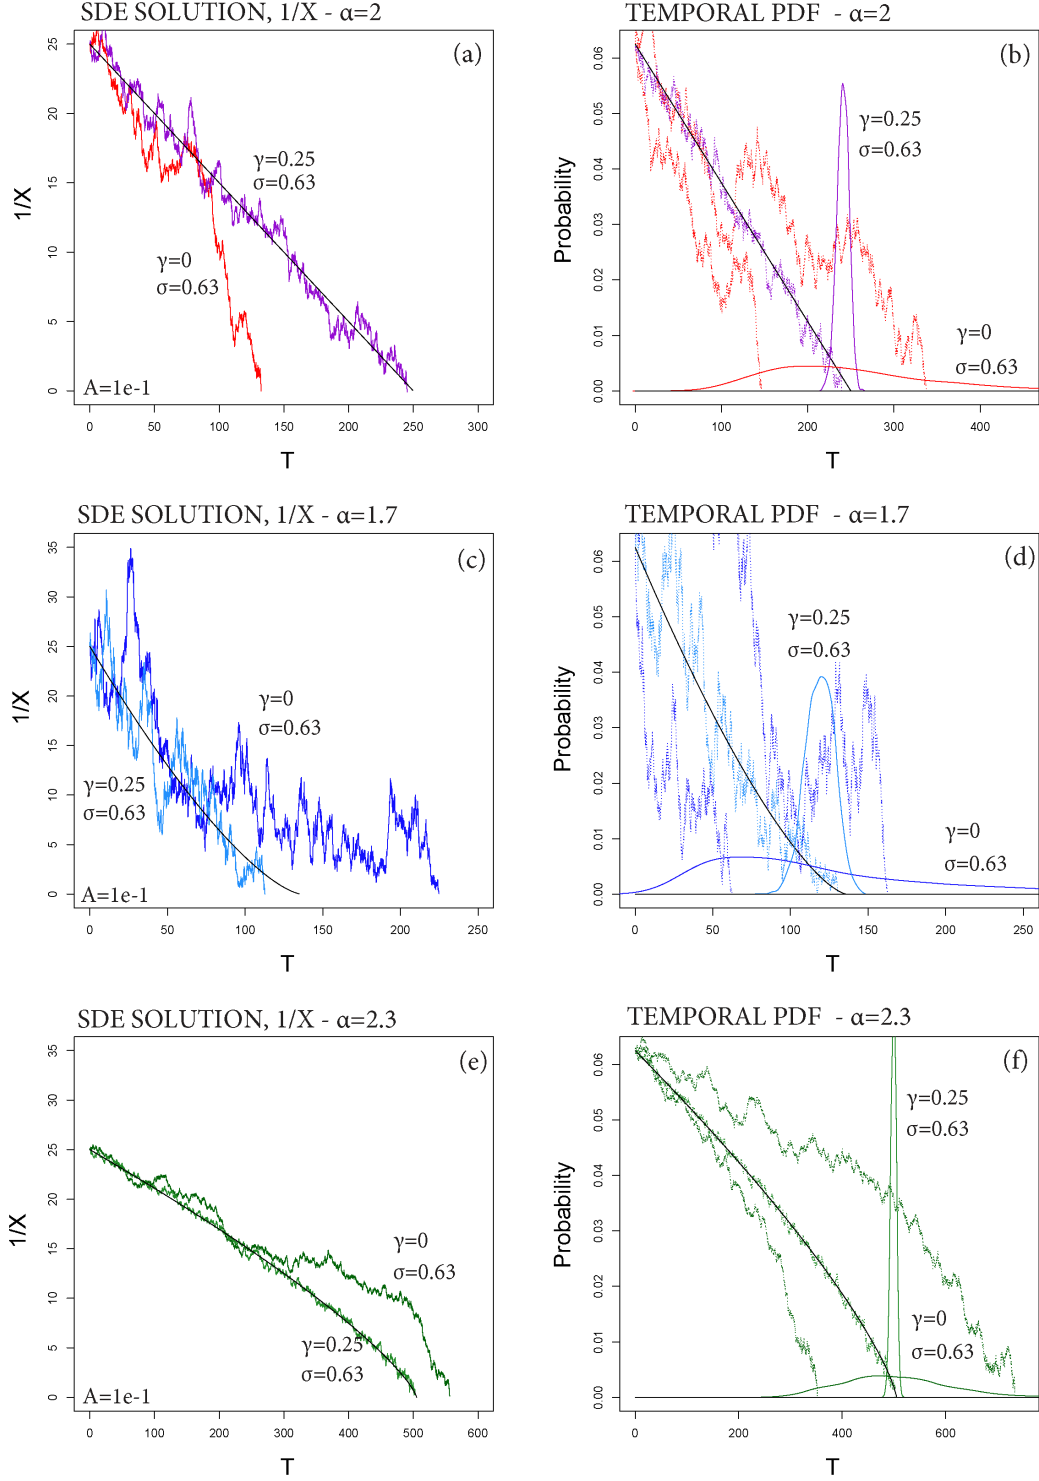 SDE SOLUTION, 1/X - α=2
(a)
1/X
25
20
15
10
5
0
γ=0.25
σ=0.63
γ=0
σ=0.63
A=1e-1
0 50 100 150 200 250 300
T
TEMPORAL PDF - α=2
(b)
Probability
0.06
0.05
0.04
0.03
0.02
0.01
0.00
γ=0.25
σ=0.63
γ=0
σ=0.63
0 100 200 300 400
T
SDE SOLUTION, 1/X - α=1.7
(c)
1/X
35
30
25
20
15
10
5
0
γ=0
σ=0.63
γ=0.25
σ=0.63
A=1e-1
0 50 100 150 200 250
T
TEMPORAL PDF - α=1.7
(d)
Probability
0.06
0.05
0.04
0.03
0.02
0.01
0.00
γ=0.25
σ=0.63
γ=0
σ=0.63
0 50 100 150 200 250
T
SDE SOLUTION, 1/X - α=2.3
(e)
1/X
35
30
25
20
15
10
5
0
γ=0
σ=0.63
γ=0.25
σ=0.63
A=1e-1
0 100 200 300 400 500 600
T
TEMPORAL PDF - α=2.3
(f)
Probability
0.06
0.05
0.04
0.03
0.02
0.01
0.00
γ=0.25
σ=0.63
γ=0
σ=0.63
0 200 400 600
T